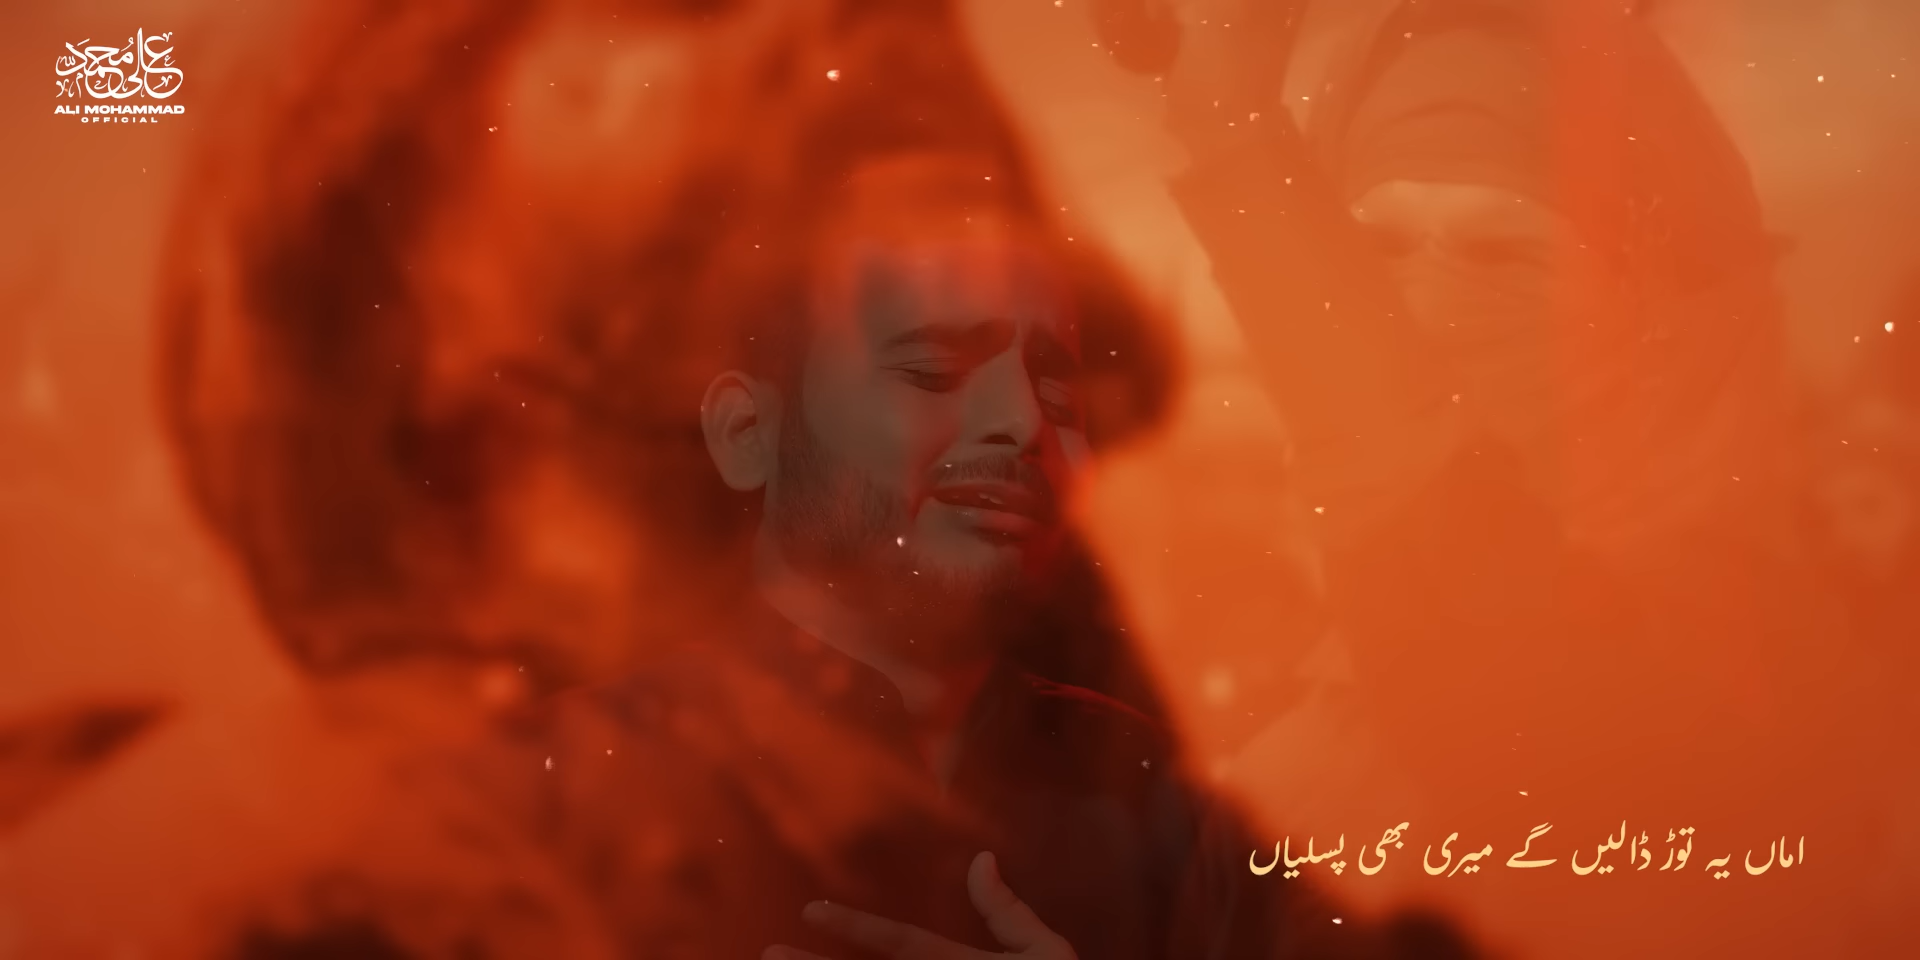 علی محمد
ALI MOHAMMAD
OFFICIAL
اماں یہ توڑ ڈالیں گے میری بھی پسلیاں